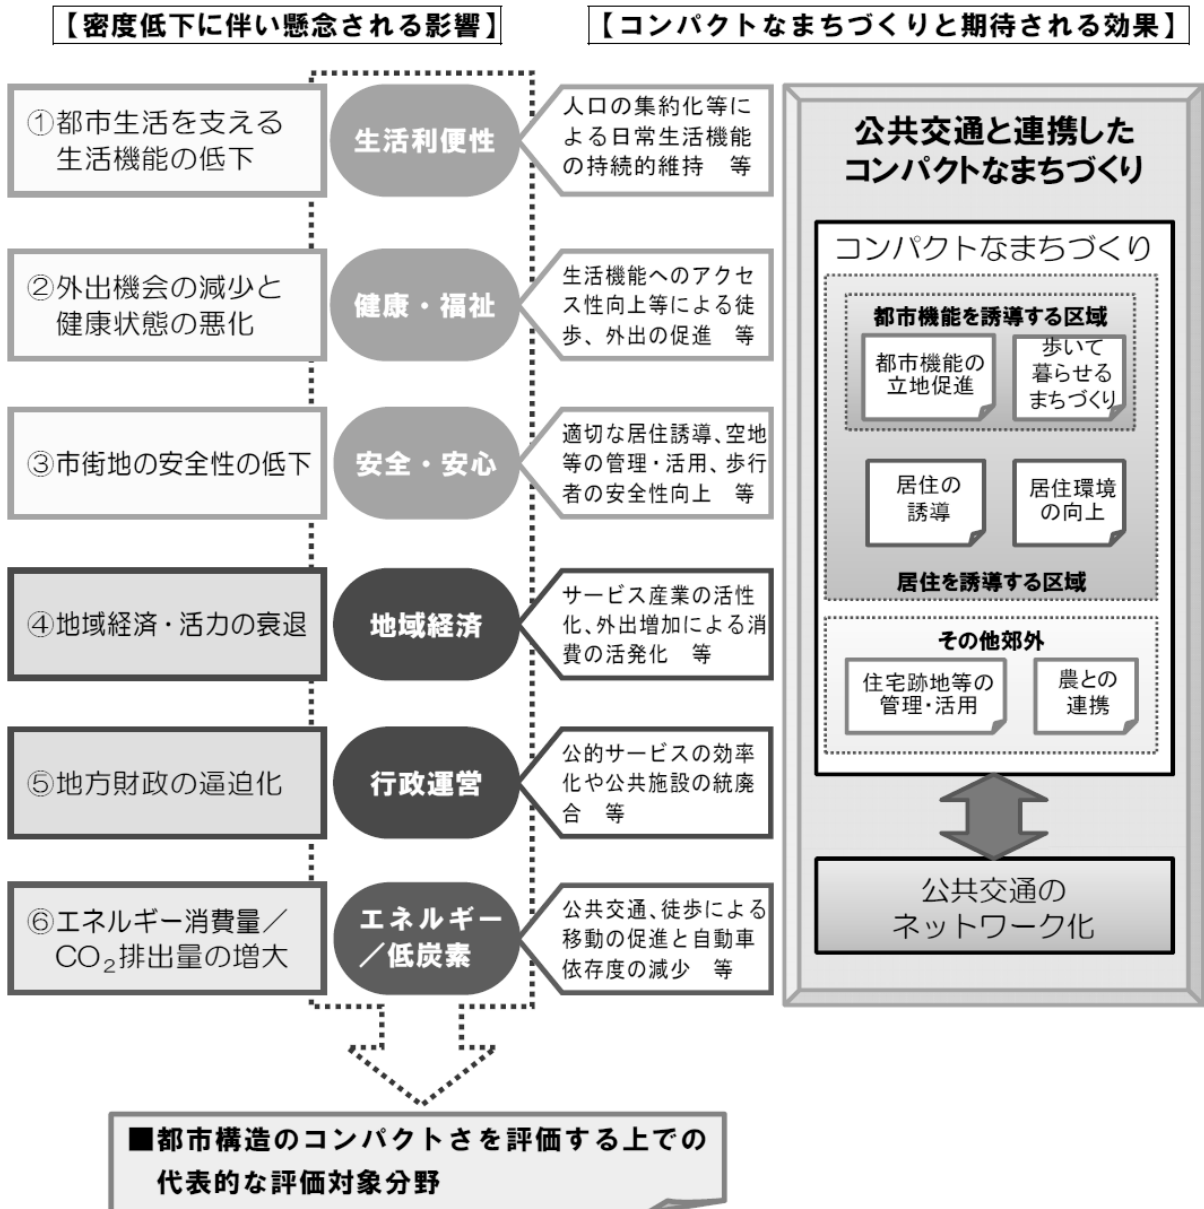 【密度低下に伴い懸念される影響】
【コンパクトなまちづくりと期待される効果】
①都市生活を支える
生活機能の低下
生活利便性
人口の集約化等に
よる日常生活機能
の持続的維持　等
②外出機会の減少と
健康状態の悪化
健康・福祉
生活機能へのアクセ
ス性向上等による徒
歩、外出の促進　等
③市街地の安全性の低下
安全・安心
適切な居住誘導、空地
等の管理・活用、歩行
者の安全性向上　等
④地域経済・活力の衰退
地域経済
サービス産業の活性
化、外出増加による消
費の活発化　等
⑤地方財政の逼迫化
行政運営
公的サービスの効率
化や公共施設の統廃
合　等
⑥エネルギー消費量／
CO₂排出量の増大
エネルギー
／低炭素
公共交通、徒歩による
移動の促進と自動車
依存度の減少　等
公共交通と連携した
コンパクトなまちづくり
コンパクトなまちづくり
都市機能を誘導する区域
都市機能の
立地促進
歩いて
暮らせる
まちづくり
居住の
誘導
居住環境
の向上
居住を誘導する区域
その他郊外
住宅跡地等の
管理・活用
農との
連携
公共交通の
ネットワーク化
■都市構造のコンパクトさを評価する上での
代表的な評価対象分野